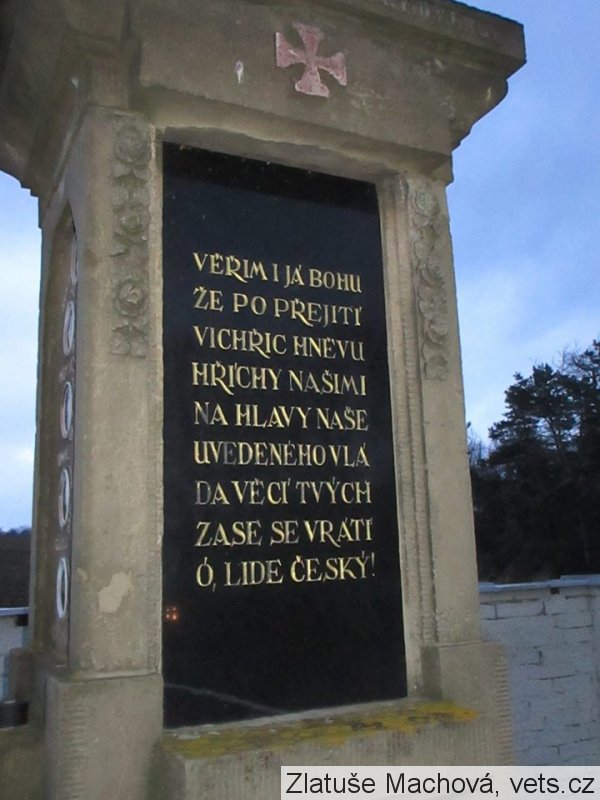 VĚŘÍM I JÁ BOHU
ŽE PO PŘEJITÍ
VICHŘIC HNĚVU
HŘÍCHY NAŠIMI
NA HLAVY NAŠE
UVEDENÉHO VLÁ
DA VĚCÍ TVÝCH
ZASE SE VRÁTÍ
Ó, LIDE ČESKÝ!
Zlatuše Machová, vets.cz